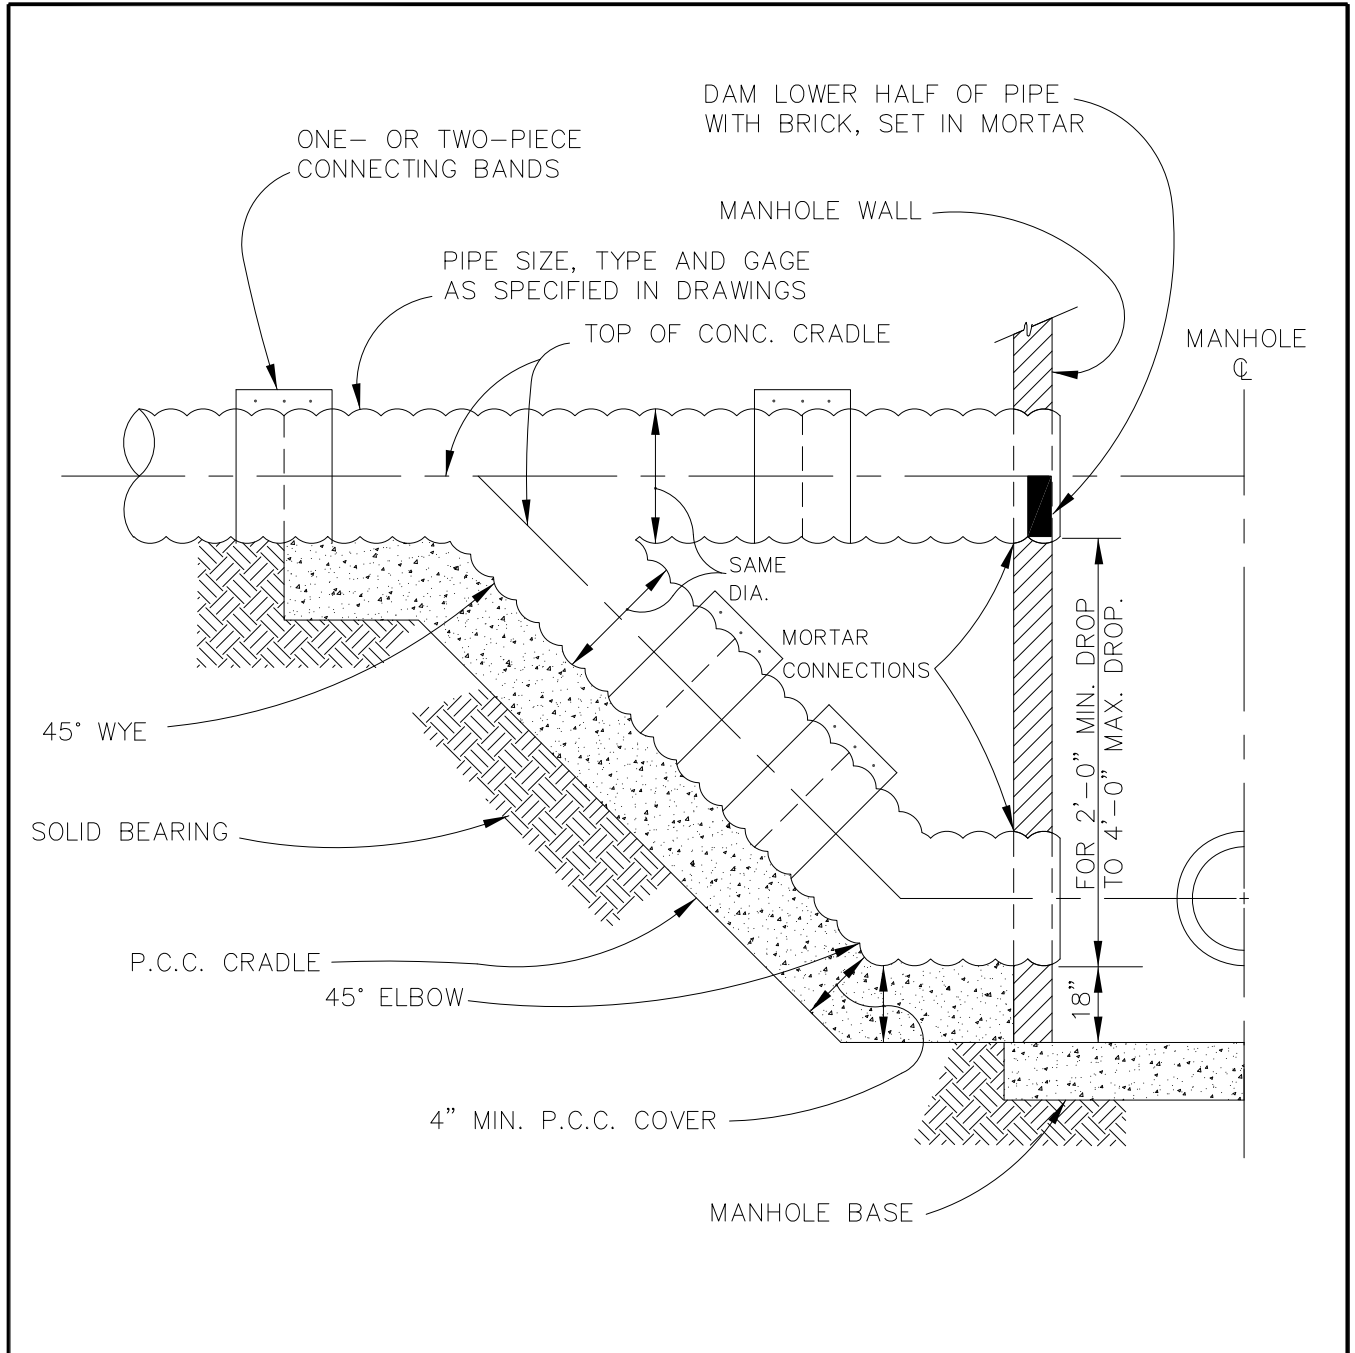 DAM LOWER HALF OF PIPE
WITH BRICK, SET IN MORTAR
ONE- OR TWO-PIECE
CONNECTING BANDS
MANHOLE WALL
PIPE SIZE, TYPE AND GAGE
AS SPECIFIED IN DRAWINGS
TOP OF CONC. CRADLE
MANHOLE
℄
SAME
DIA.
MORTAR
CONNECTIONS
FOR 2'-0" MIN. DROP
TO 4'-0" MAX. DROP.
45° WYE
SOLID BEARING
P.C.C. CRADLE
45° ELBOW
18"
4" MIN. P.C.C. COVER
MANHOLE BASE